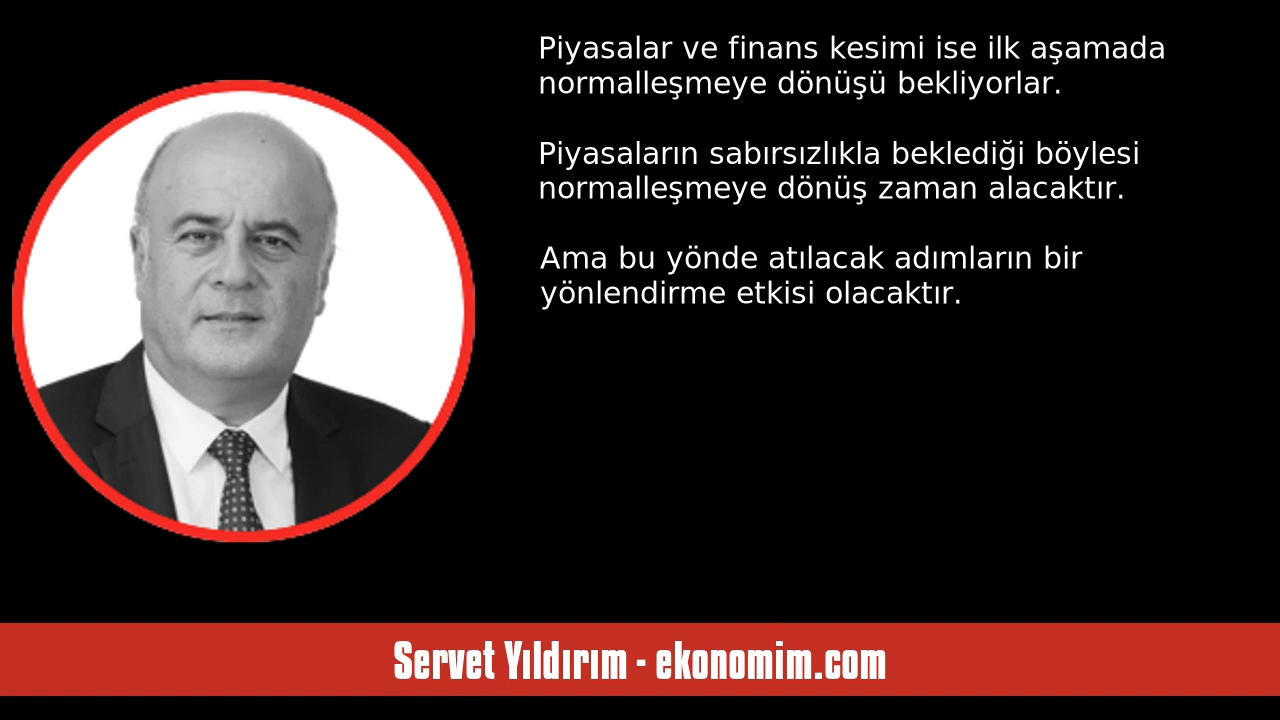 Piyasalar ve finans kesimi ise ilk aşamada
normalleşmeye dönüşü bekliyorlar.
Piyasaların sabırsızlıkla beklediği böylesi
normalleşmeye dönüş zaman alacaktır.
Ama bu yönde atılacak adımların bir
yönlendirme etkisi olacaktır.
Servet Yıldırım - ekonomim.com